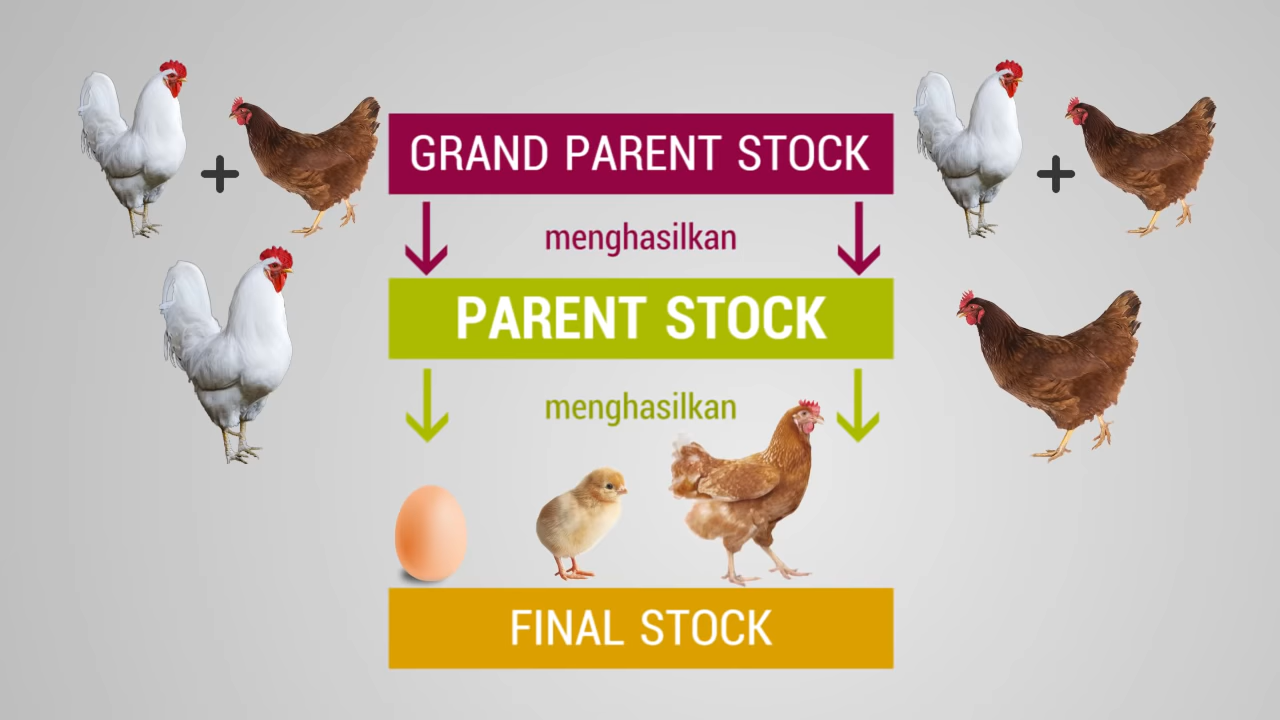 GRAND PARENT STOCK
menghasilkan
PARENT STOCK
menghasilkan
FINAL STOCK